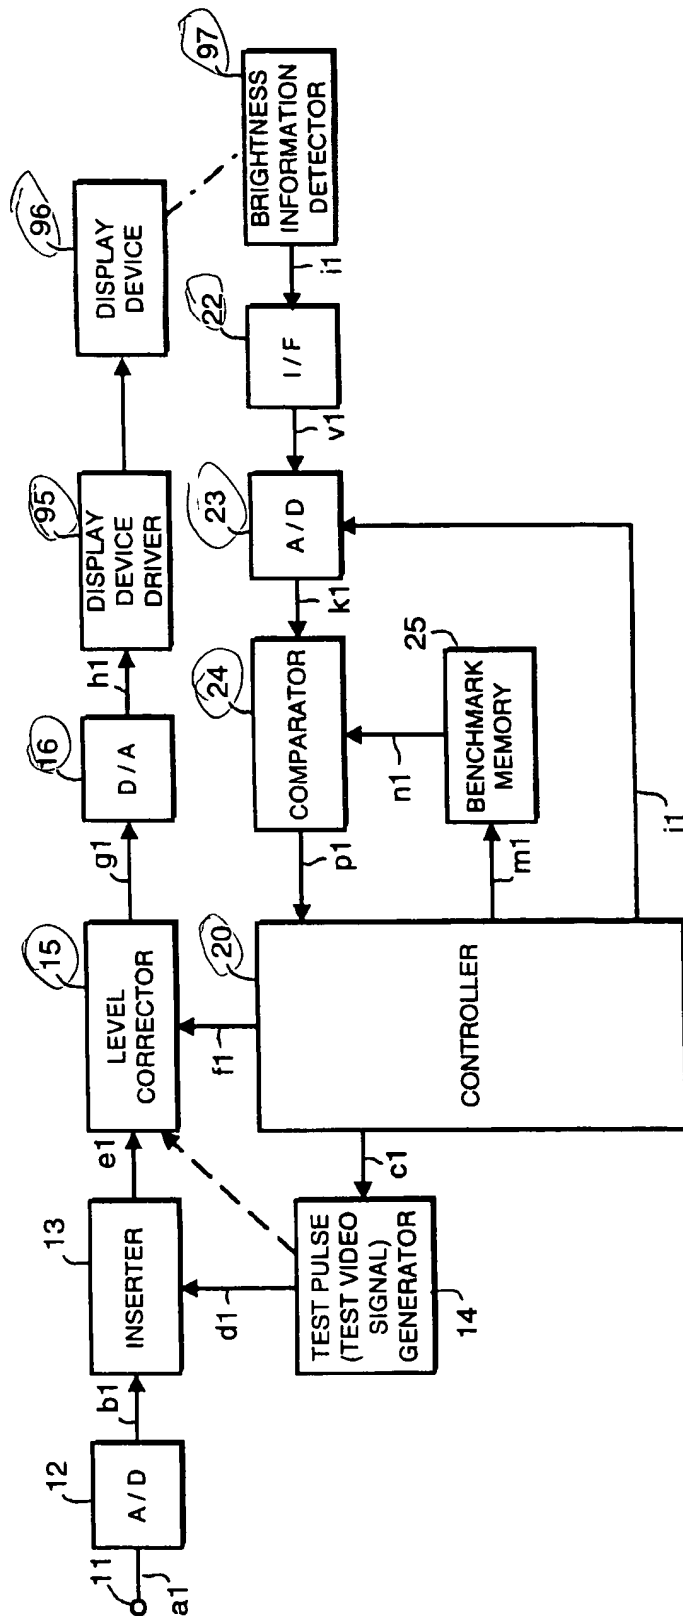 11
a1
12
A/D
b1
13
INSERTER
e1
15
LEVEL
CORRECTOR
g1
16
D/A
h1
95
DISPLAY
DEVICE
DRIVER
96
DISPLAY
DEVICE
97
BRIGHTNESS
INFORMATION
DETECTOR
i1
22
I/F
v1
23
A/D
k1
24
COMPARATOR
p1
n1
25
BENCHMARK
MEMORY
m1
j1
20
CONTROLLER
f1
c1
d1
TEST PULSE
(TEST VIDEO
SIGNAL)
GENERATOR
14